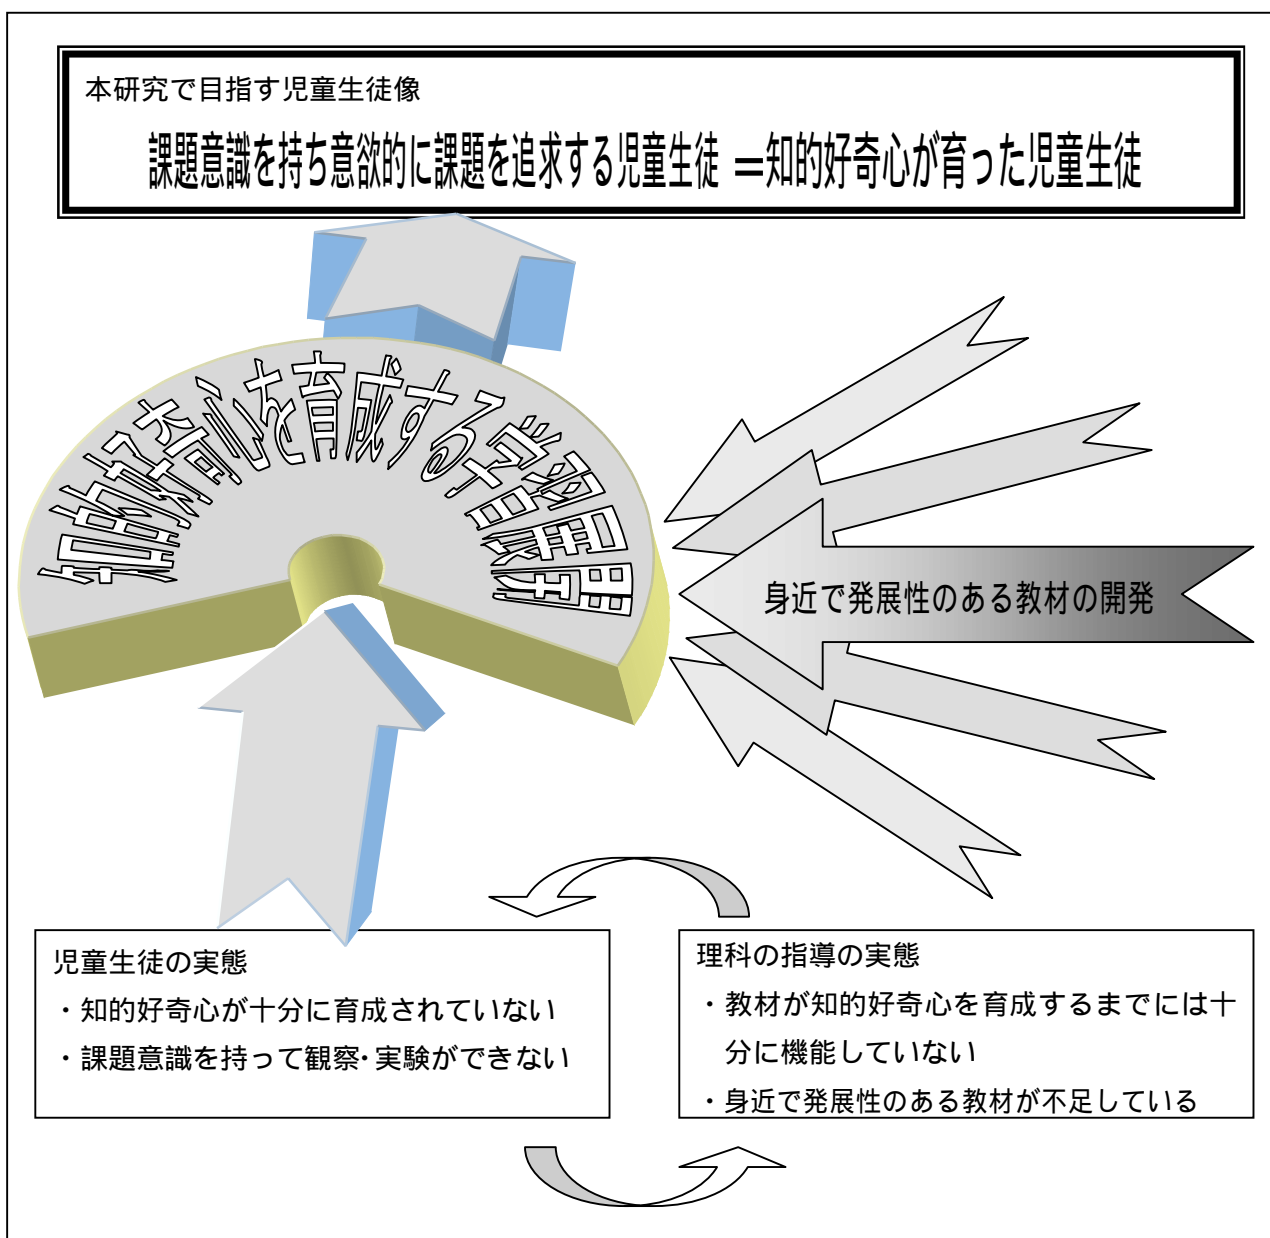 本研究で目指す児童生徒像
課題意識を持ち意欲的に課題を追求する児童生徒 ＝知的好奇心が育った児童生徒
知的好奇心を育成する学習展開
身近で発展性のある教材の開発
児童生徒の実態
・知的好奇心が十分に育成されていない
・課題意識を持って観察・実験ができない
理科の指導の実態
・教材が知的好奇心を育成するまでには十
分に機能していない
・身近で発展性のある教材が不足している